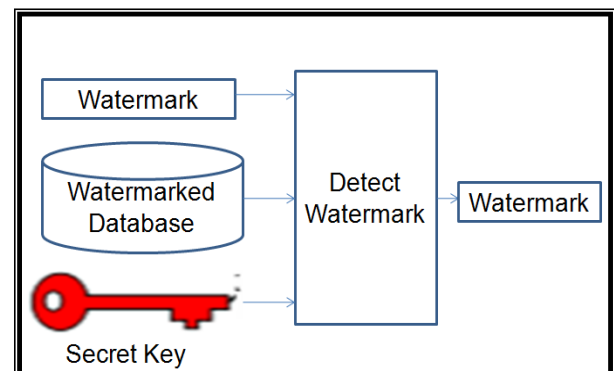 Watermark
Watermarked
Database
Secret Key
Detect
Watermark
Watermark